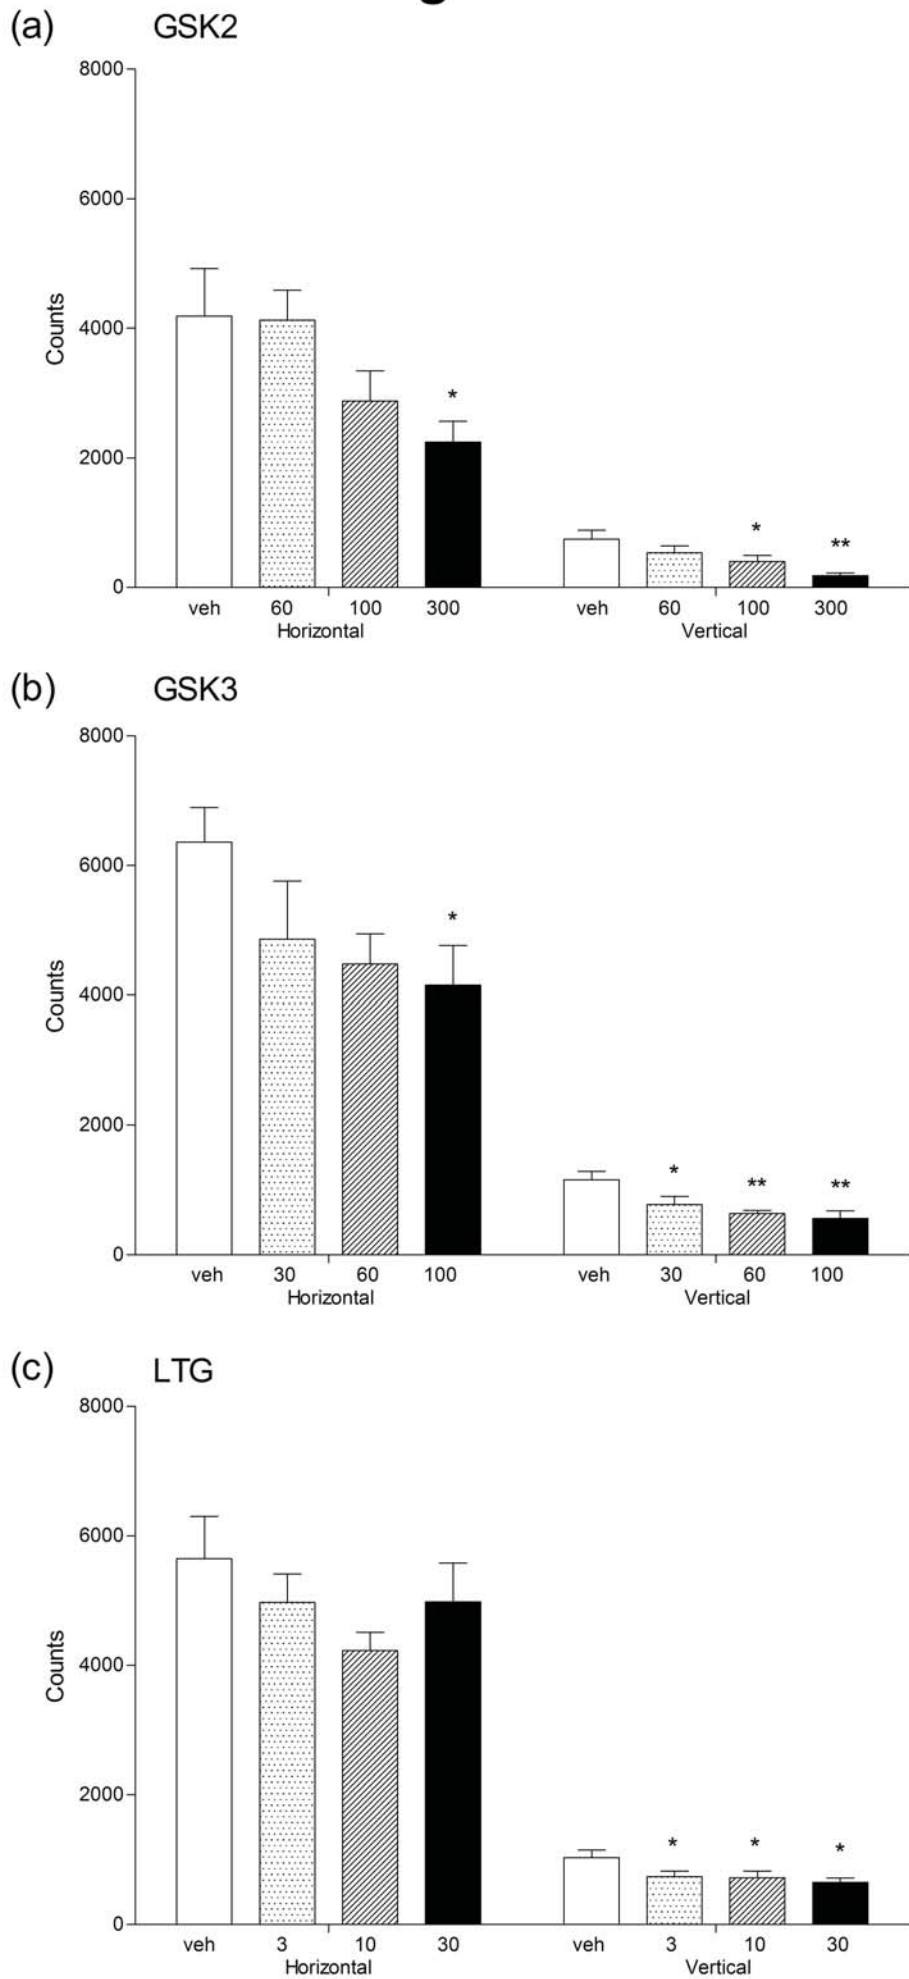 (a) GSK2
8000
6000
4000
2000
0
Counts
*
*
**
veh 60 100 300 veh 60 100 300
Horizontal Vertical
(b) GSK3
8000
6000
4000
2000
0
Counts
*
*
**
**
veh 30 60 100 veh 30 60 100
Horizontal Vertical
(c) LTG
8000
6000
4000
2000
0
Counts
*
*
*
veh 3 10 30 veh 3 10 30
Horizontal Vertical